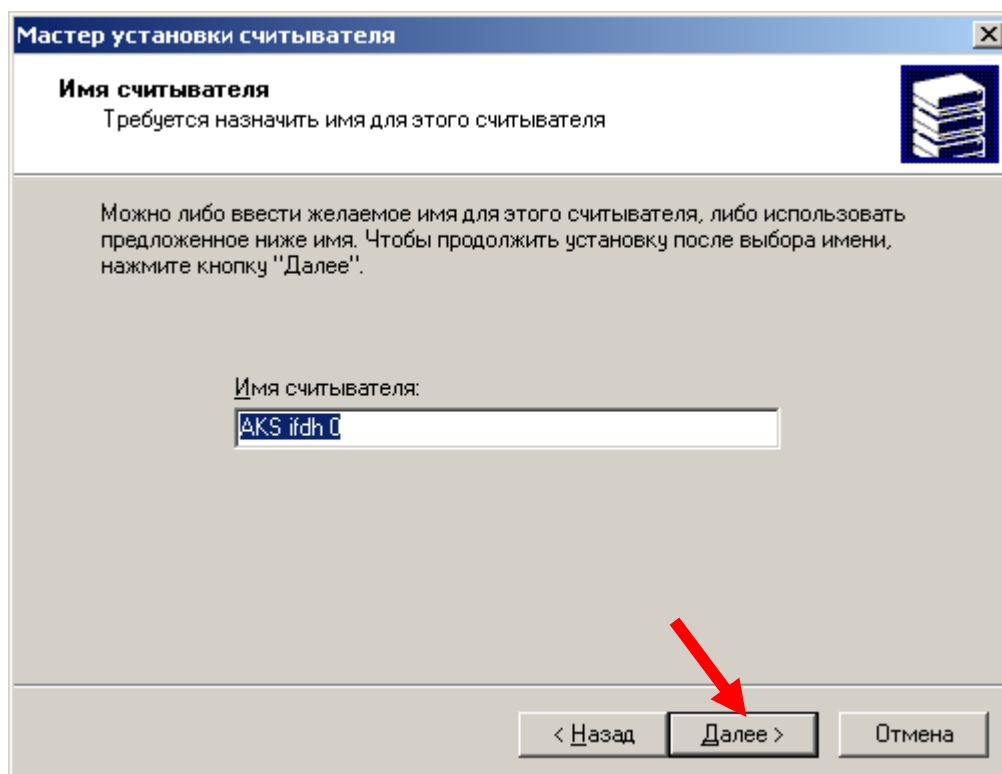 Мастер установки считывателя
Имя считывателя
Требуется назначить имя для этого считывателя
Можно либо ввести желаемое имя для этого считывателя, либо использовать
предложенное ниже имя. Чтобы продолжить установку после выбора имени,
нажмите кнопку "Далее".
Имя считывателя:
AKS ifdh 0
< Назад
Далее >
Отмена